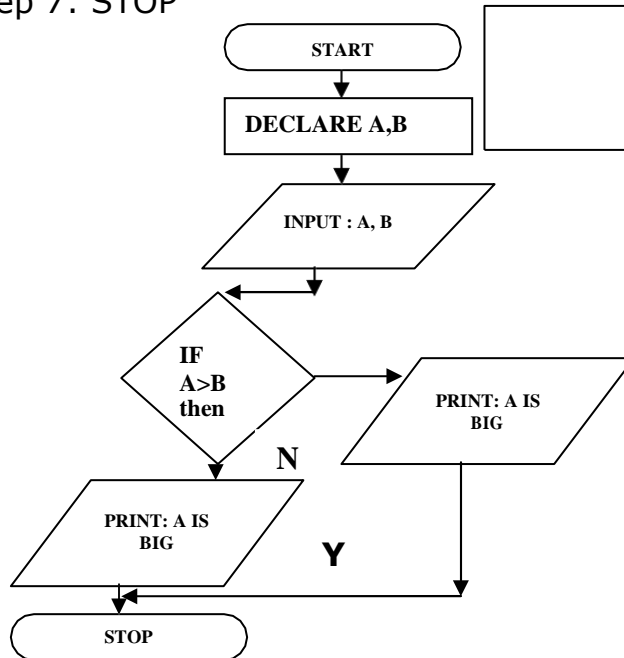 ep 7: STOP
START
DECLARE A,B
INPUT : A, B
IF
A>B
then
PRINT: A IS
BIG
N
PRINT: A IS
BIG
Y
STOP